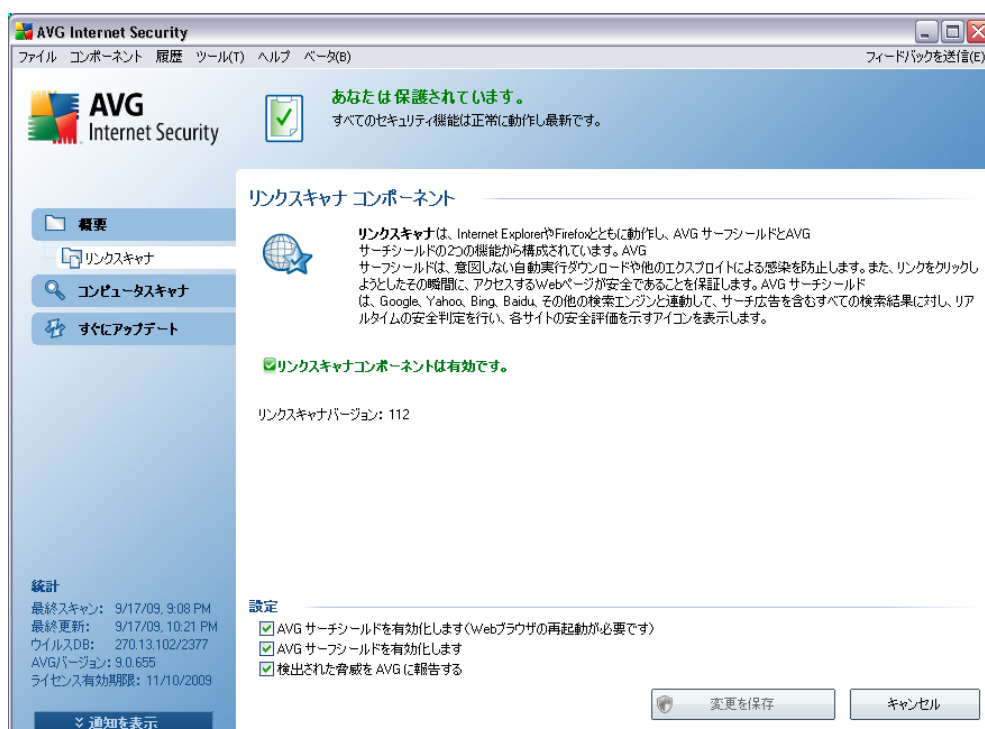 AVG Internet Security
ファイル コンポーネント 履歴 ツール(T) ヘルプ ベータ(B) フィードバックを送信(E)
AVG
Internet Security
あなたは保護されています。
すべてのセキュリティ機能は正常に動作し最新です。
概要
リンクスキャナ
コンピュータスキャナ
すぐにアップデート
リンクスキャナ コンポーネント
リンクスキャナは、Internet ExplorerやFirefoxとともに動作し、AVG サーフシールドとAVG
サーチシールドの2つの機能から構成されています。AVG
サーフシールドは、意図しない自動実行ダウンロードや他のエクスプロイトによる感染を防止します。また、リンクをクリックし
ようとしたその瞬間に、アクセスするWebページが安全であることを保証します。AVG サーチシールド
は、Google, Yahoo, Bing, Baidu, その他の検索エンジンと連動して、サーチ広告を含むすべての検索結果に対し、リア
ルタイムの安全判定を行い、各サイトの安全評価を示すアイコンを表示します。
リンクスキャナコンポーネントは有効です。
リンクスキャナバージョン: 112
統計
最終スキャン: 9/17/09, 9:08 PM
最終更新: 9/17/09, 10:21 PM
ウイルスDB: 270.13.102/2377
AVGバージョン: 9.0.655
ライセンス有効期限: 11/10/2009
通知を表示
設定
AVG サーチシールドを有効化します(Webブラウザの再起動が必要です)
AVG サーフシールドを有効化します
検出された脅威を AVG に報告する
変更を保存
キャンセル